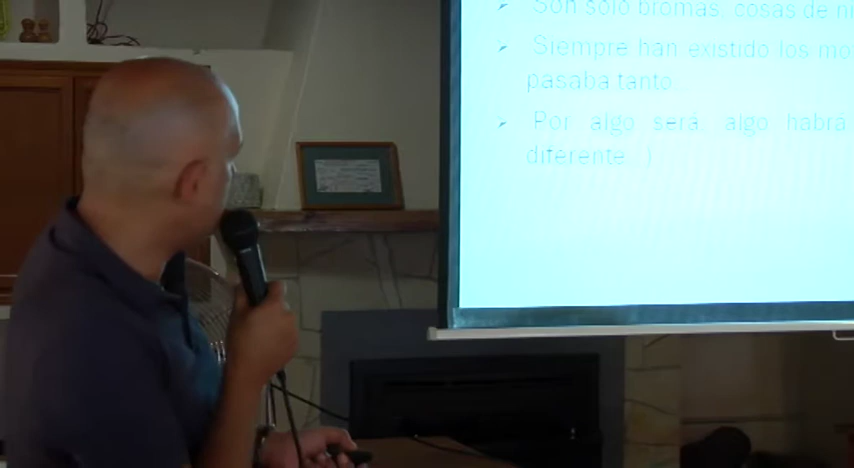 Son solo bromas, cosas de
Siempre han existido los
pasaba tanto
Por algo será, algo habrá
diferente...)